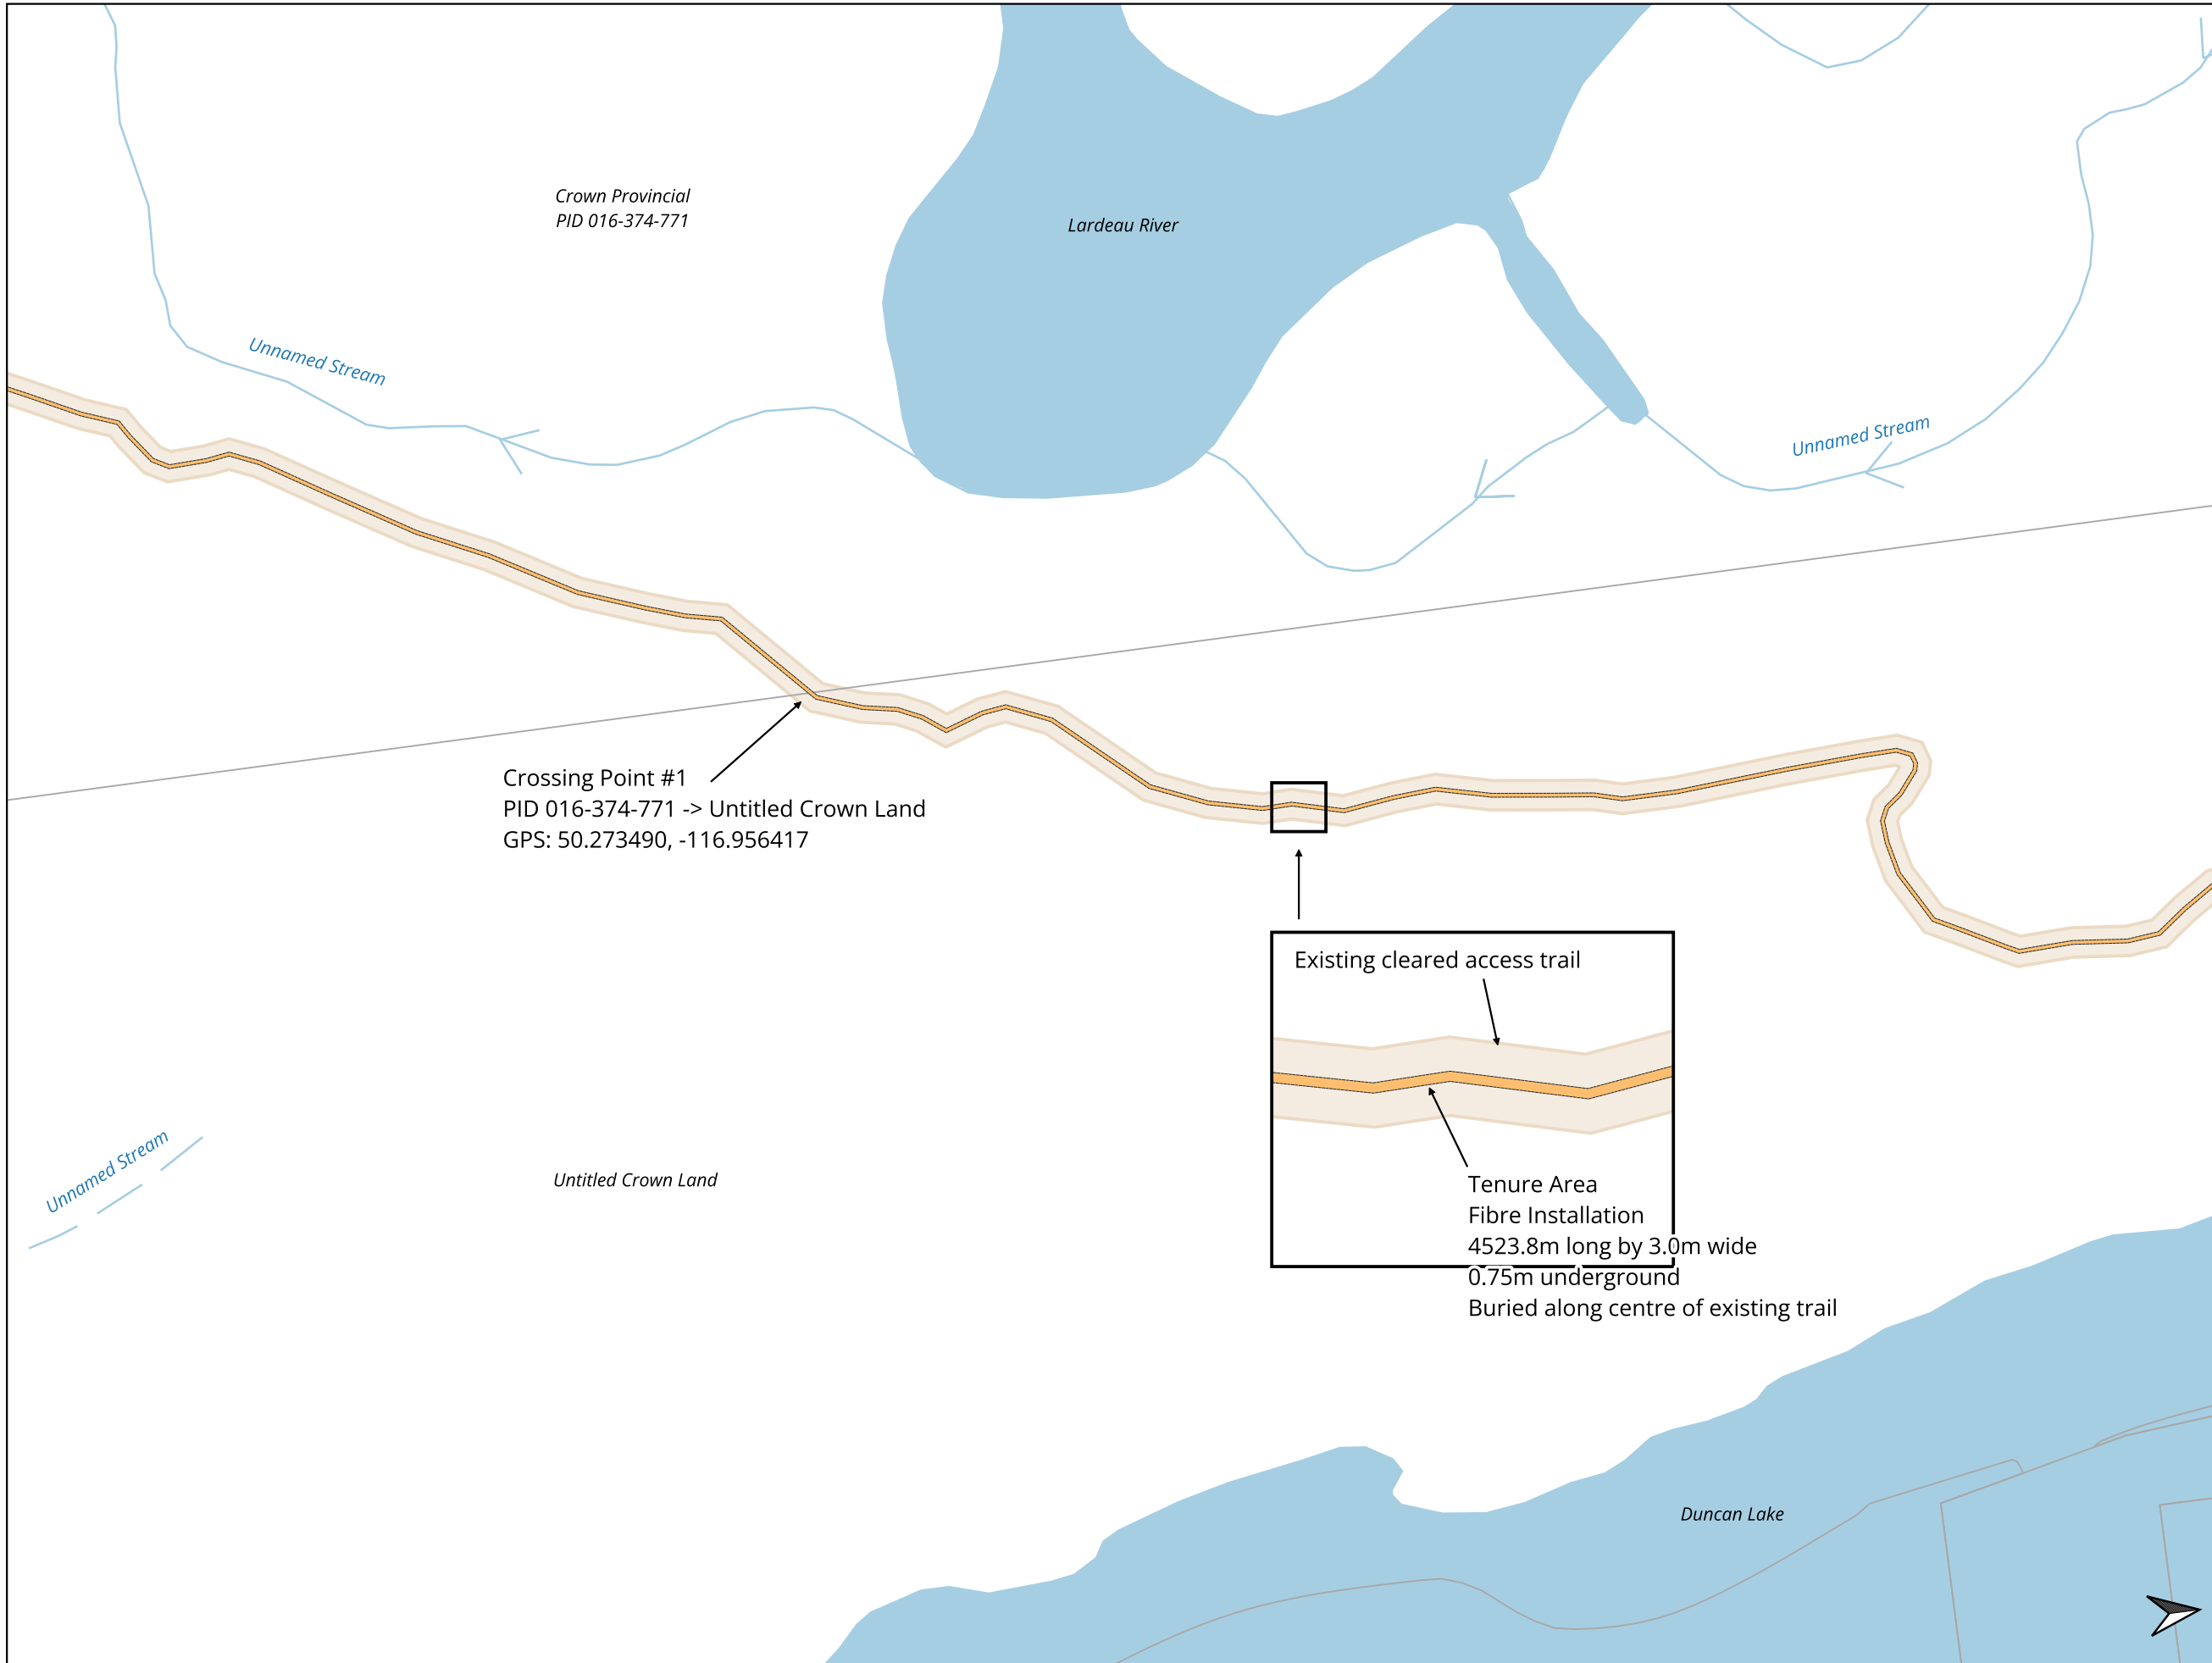 Crown Provincial
PID 016-374-771
Lardeau River
Unnamed Stream
Unnamed Stream
Crossing Point #1
PID 016-374-771 -> Untitled Crown Land
GPS: 50.273490, -116.956417
Existing cleared access trail
Unnamed Stream
Untitled Crown Land
Tenure Area
Fibre Installation
4523.8m long by 3.0m wide
0.75m underground
Buried along centre of existing trail
Duncan Lake